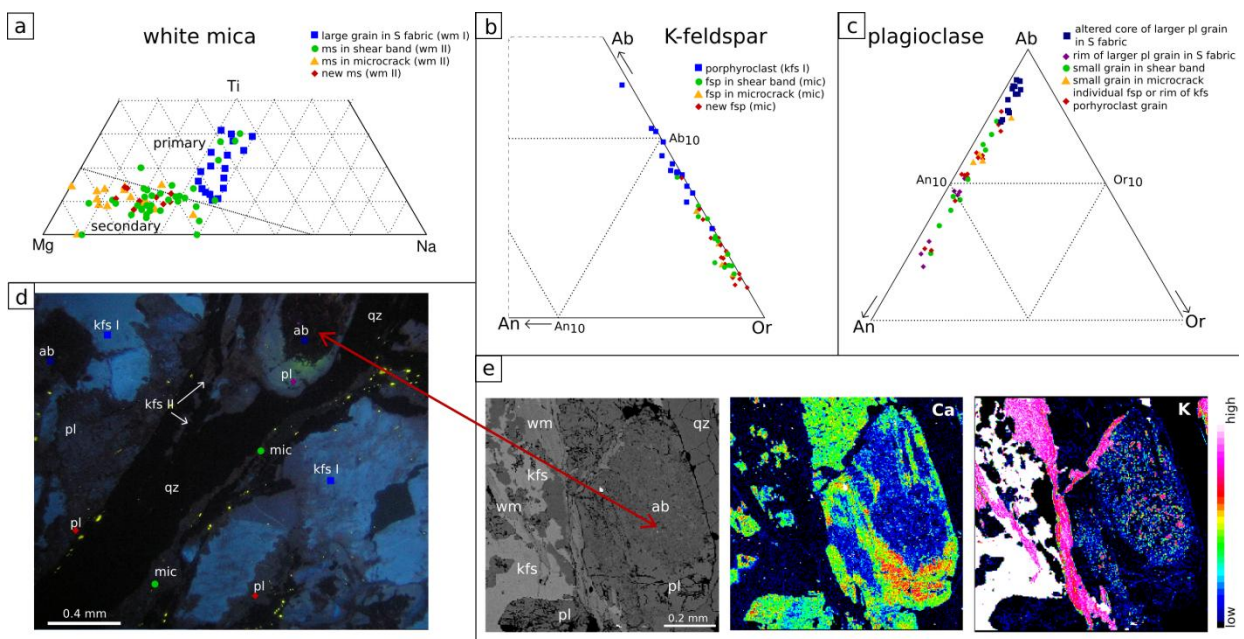 a
white mica
large grain in S fabric (wm I)
ms in shear band (wm II)
ms in microcrack (wm II)
new ms (wm II)
Ti
primary
secondary
Mg
Na
b
K-feldspar
Ab
porphyroclast (kfs I)
fsp in shear band (mic)
fsp in microcrack (mic)
new fsp (mic)
Ab10
An
An10
Or
c
plagioclase
Ab
altered core of larger pl grain
in S fabric
rim of larger pl grain in S fabric
small grain in shear band
small grain in microcrack
individual fsp or rim of kfs
porhyroclast grain
An10
Or10
An
Or
d
kfs I
ab
qz
ab
pl
kfs II
pl
mic
kfs I
qz
pl
mic
pl
0.4 mm
e
wm
qz
kfs
ab
wm
kfs
pl
pl
0.2 mm
Ca
K
high
low